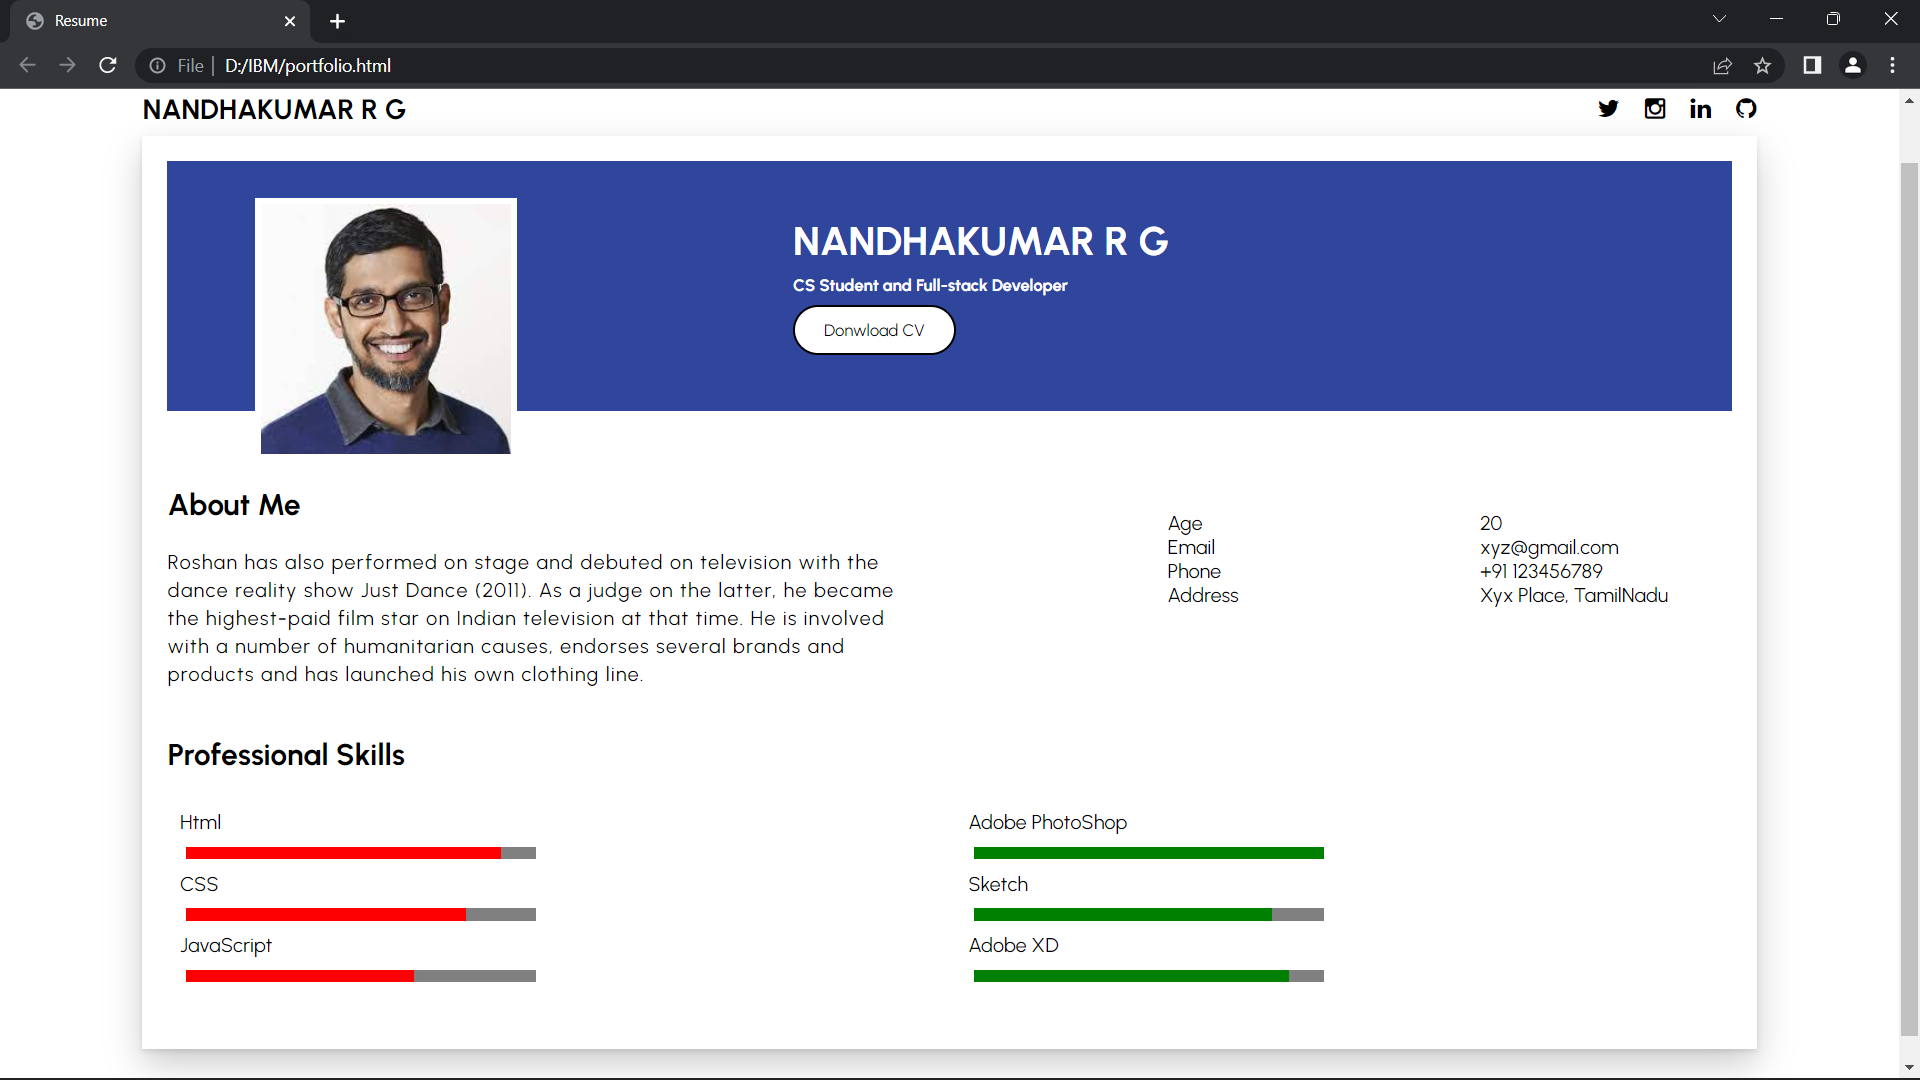 Resume
File
D:/IBM/portfolio.html
NANDHAKUMAR R G
NANDHAKUMAR R G
CS Student and Full-stack Developer
Donwload CV
About Me
Roshan has also performed on stage and debuted on television with the
dance reality show Just Dance (2011). As a judge on the latter, he became
the highest-paid film star on Indian television at that time. He is involved
with a number of humanitarian causes, endorses several brands and
products and has launched his own clothing line.
Age 20
Email xyz@gmail.com
Phone +91 123456789
Address Xyx Place, TamilNadu
Professional Skills
Html
CSS
JavaScript
Adobe PhotoShop
Sketch
Adobe XD